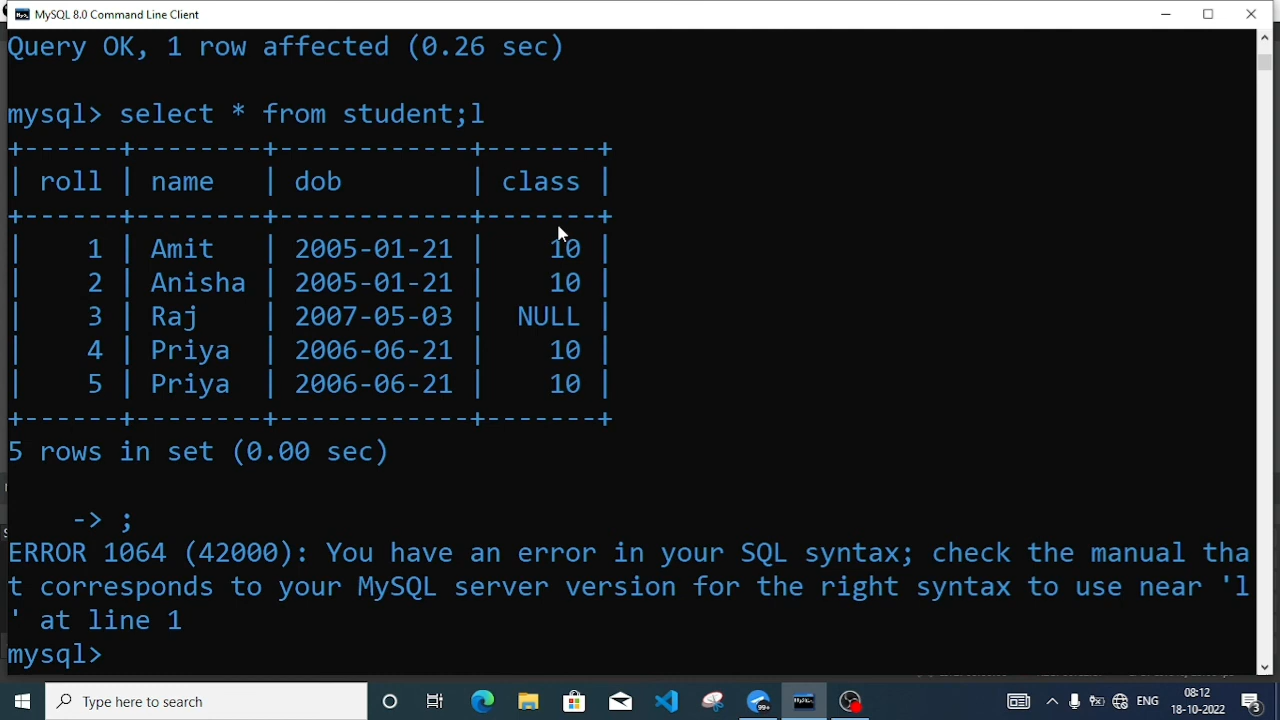 MySQL 8.0 Command Line Client
Query OK, 1 row affected (0.26 sec)
mysql> select * from student;l
+------+--------+------------+-------+
| roll | name   | dob        | class |
+------+--------+------------+-------+
|    1 | Amit   | 2005-01-21 |    10 |
|    2 | Anisha | 2005-01-21 |    10 |
|    3 | Raj    | 2007-05-03 |  NULL |
|    4 | Priya  | 2006-06-21 |    10 |
|    5 | Priya  | 2006-06-21 |    10 |
+------+--------+------------+-------+
5 rows in set (0.00 sec)
    -> ;
ERROR 1064 (42000): You have an error in your SQL syntax; check the manual tha
t corresponds to your MySQL server version for the right syntax to use near 'l
' at line 1
mysql>
Type here to search
99+
ENG
08:12
18-10-2022
3